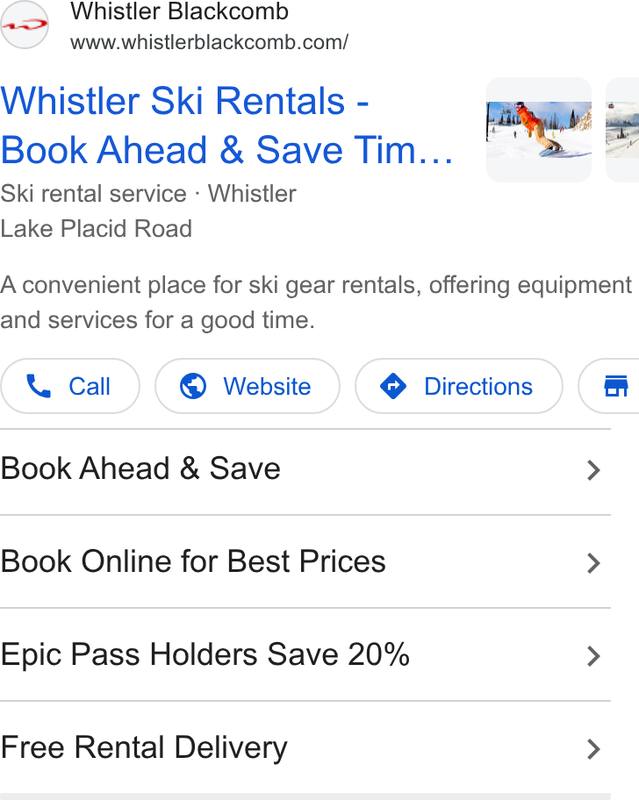 Whistler Blackcomb
www.whistlerblackcomb.com/
Whistler Ski Rentals -
Book Ahead & Save Tim...
Ski rental service · Whistler
Lake Placid Road
A convenient place for ski gear rentals, offering equipment
and services for a good time.
Call Website Directions
Book Ahead & Save
Book Online for Best Prices
Epic Pass Holders Save 20%
Free Rental Delivery